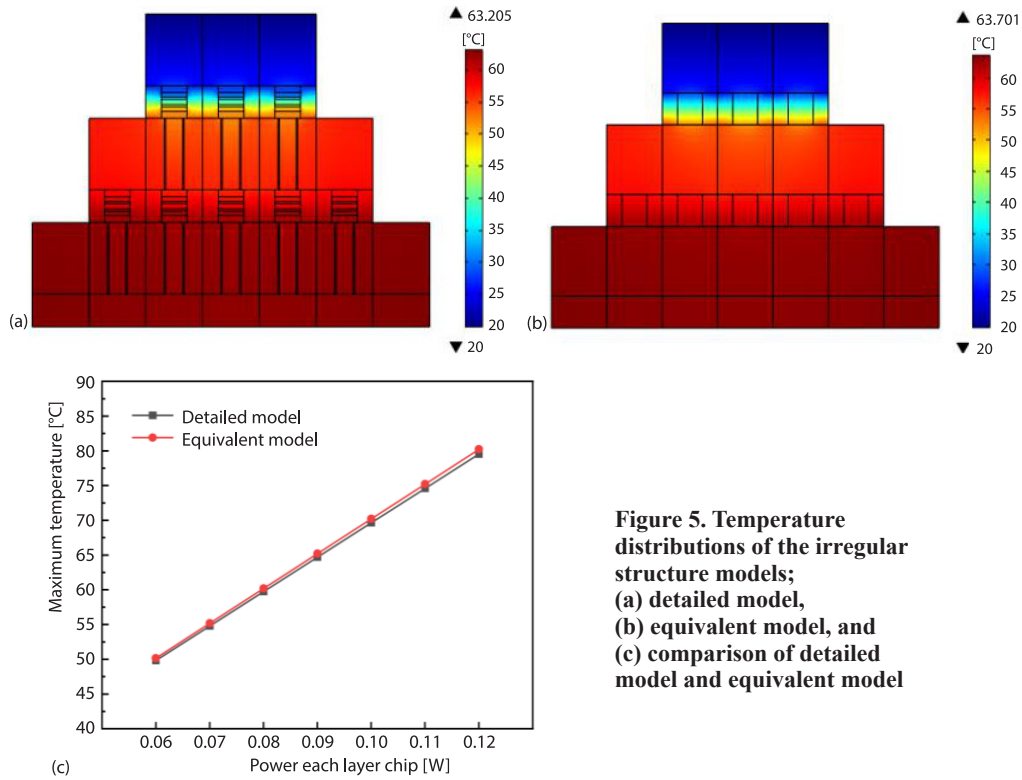 ▲ 63.205
[°C]
60
55
50
45
40
35
30
25
20
▼ 20
(a)
▲ 63.701
[°C]
60
55
50
45
40
35
30
25
20
▼ 20
(b)
Maximum temperature [°C]
90
85
80
75
70
65
60
55
50
45
40
Detailed model
Equivalent model
0.06 0.07 0.08 0.09 0.10 0.11 0.12
Power each layer chip [W]
(c)
Figure 5. Temperature
distributions of the irregular
structure models;
(a) detailed model,
(b) equivalent model, and
(c) comparison of detailed
model and equivalent model